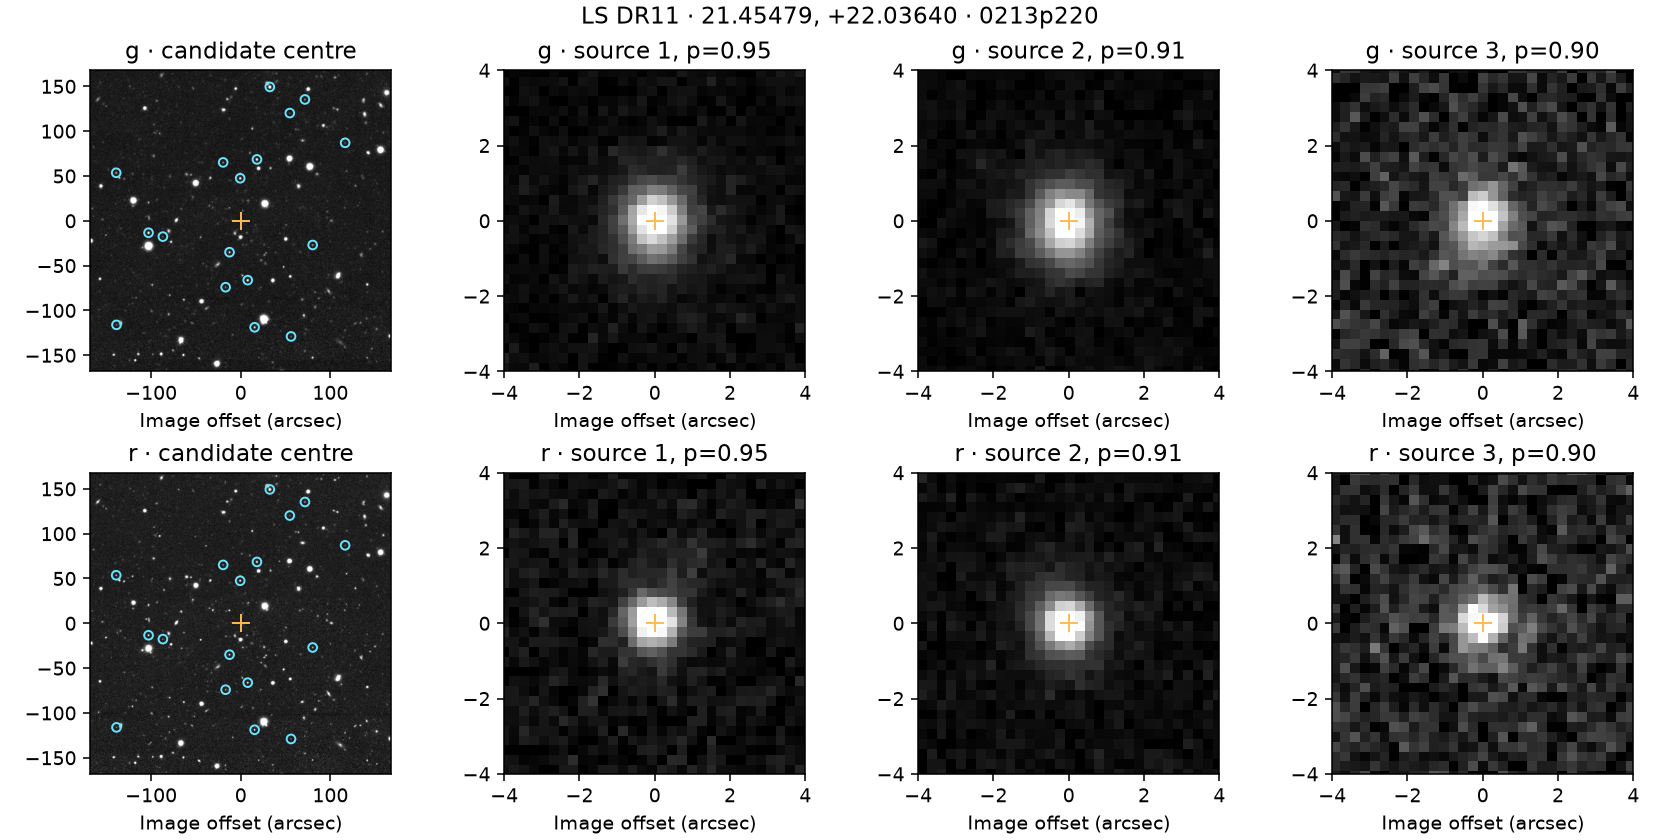 LS DR11 · 21.45479, +22.03640 · 0213p220
g · candidate centre
g · source 1, p=0.95
g · source 2, p=0.91
g · source 3, p=0.90
150
100
50
0
−50
−100
−150
−100 0 100
Image offset (arcsec)
4
2
0
−2
−4
−4 −2 0 2 4
Image offset (arcsec)
4
2
0
−2
−4
−4 −2 0 2 4
Image offset (arcsec)
4
2
0
−2
−4
−4 −2 0 2 4
Image offset (arcsec)
r · candidate centre
r · source 1, p=0.95
r · source 2, p=0.91
r · source 3, p=0.90
150
100
50
0
−50
−100
−150
−100 0 100
Image offset (arcsec)
4
2
0
−2
−4
−4 −2 0 2 4
Image offset (arcsec)
4
2
0
−2
−4
−4 −2 0 2 4
Image offset (arcsec)
4
2
0
−2
−4
−4 −2 0 2 4
Image offset (arcsec)